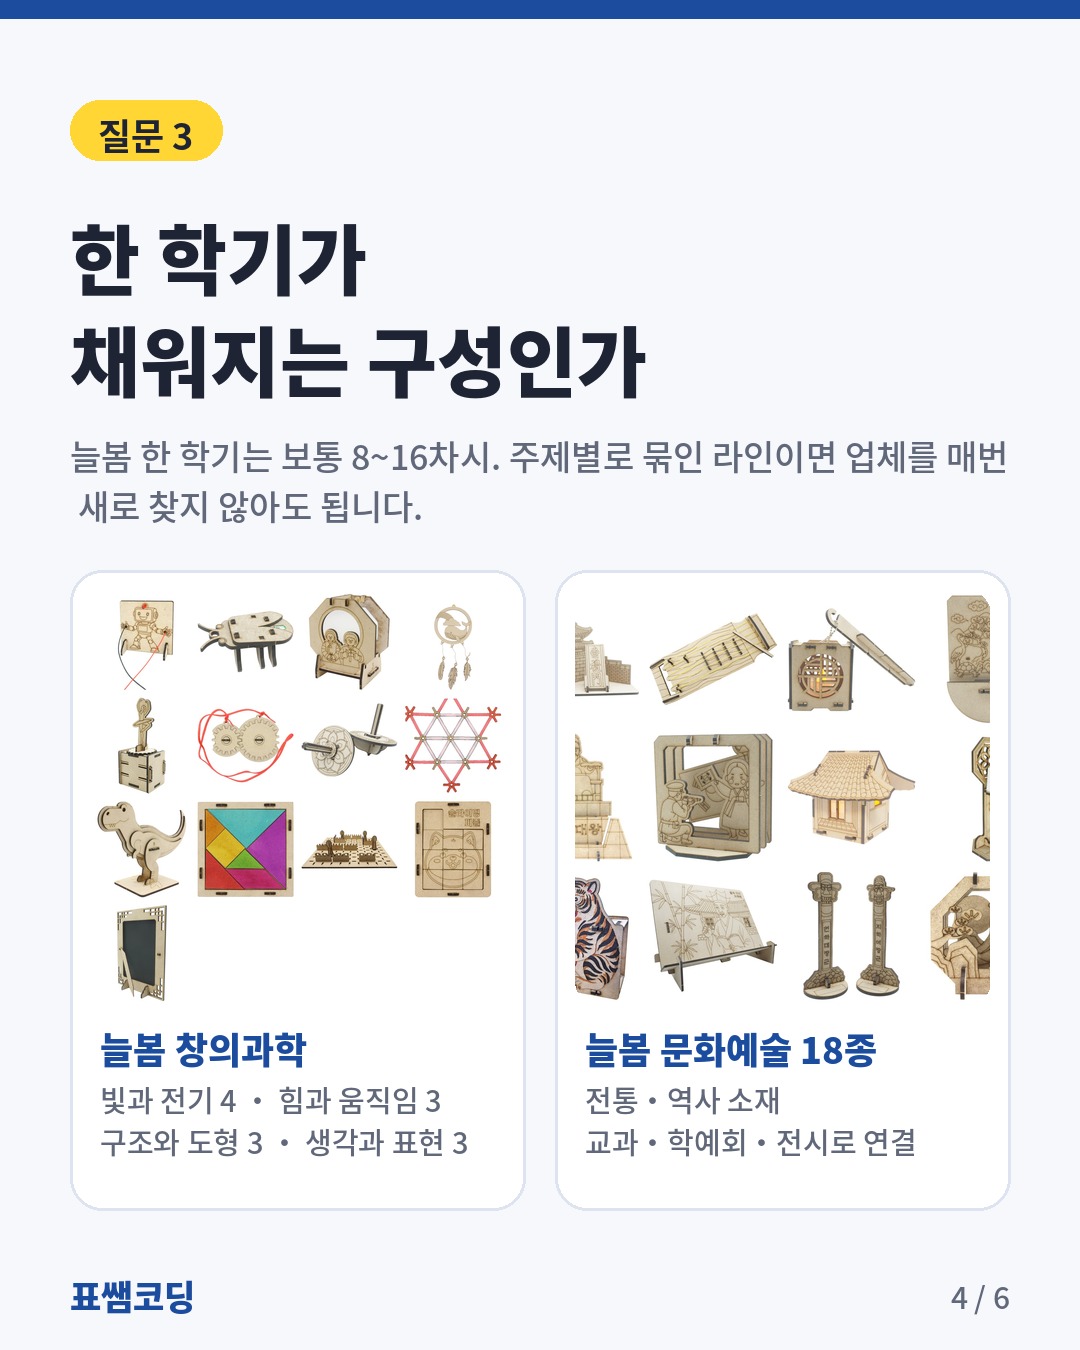 질문 3
한 학기가
채워지는 구성인가
늘봄 한 학기는 보통 8~16차시. 주제별로 묶인 라인이면 업체를 매번
새로 찾지 않아도 됩니다.
늘봄 창의과학
빛과 전기 4 · 힘과 움직임 3
구조와 도형 3 · 생각과 표현 3
늘봄 문화예술 18종
전통·역사 소재
교과·학예회·전시로 연결
표쌤코딩
4 / 6